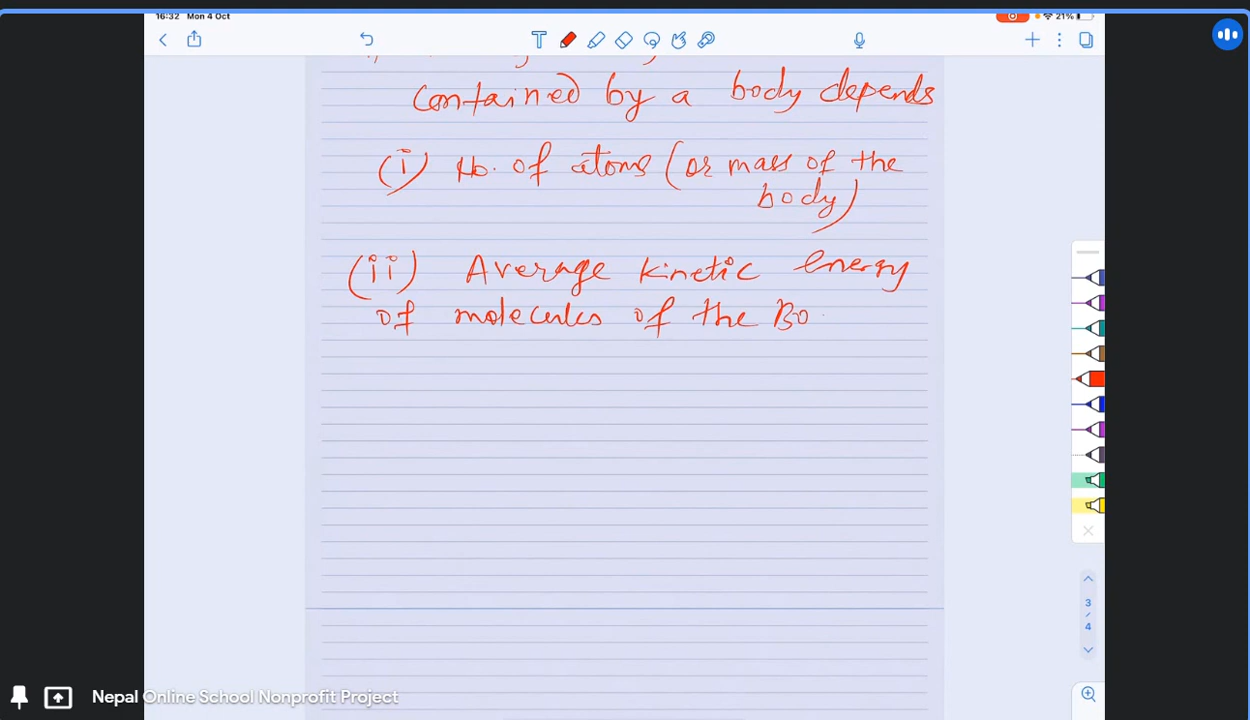 16:32 Mon 4 Oct
21%
contained by a body depends
(i) No. of atoms (or mass of the
body)
(ii) Average kinetic energy
of molecules of the Bo
3
/
4
Nepal Online School Nonprofit Project